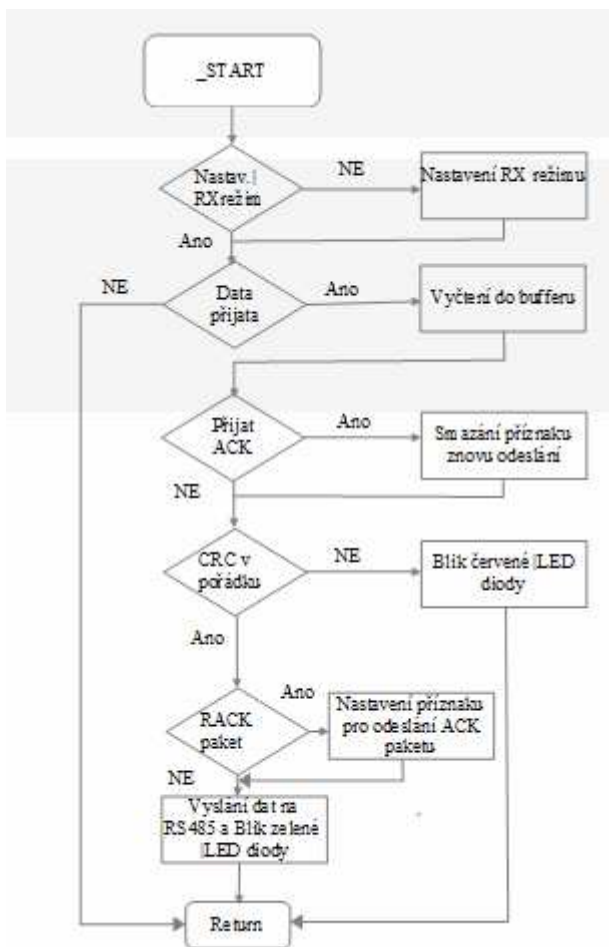 _START
Nastav. |
RX režim
NE
Nastavení RX režimu
Ano
NE
Data
přijata
Ano
Vyčtení do bufferu
Přijat
ACK
Ano
Smazání příznaku
znovu odeslání
NE
CRC v
pořádku
NE
Blik červené |LED
diody
Ano
RACK
paket
Ano
Nastavení příznaku
pro odeslání ACK
paketu
NE
Vyslání dat na
RS485 a Blik zelené
|LED diody
Return